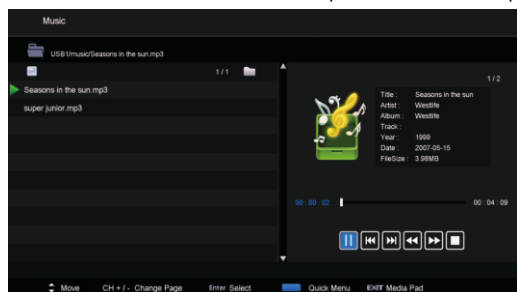 Music
USB1/music/Seasons in the sun.mp3
1/1
1/2
Seasons in the sun.mp3
super junior.mp3
Title : Seasons in the sun
Artist : Westlife
Album : Westlife
Track :
Year : 1999
Date : 2007-05-15
FileSize : 3.98MB
00 : 00 : 02 00 : 04 : 09
Move CH + / - Change Page Enter Select Quick Menu EXIT Media Pad